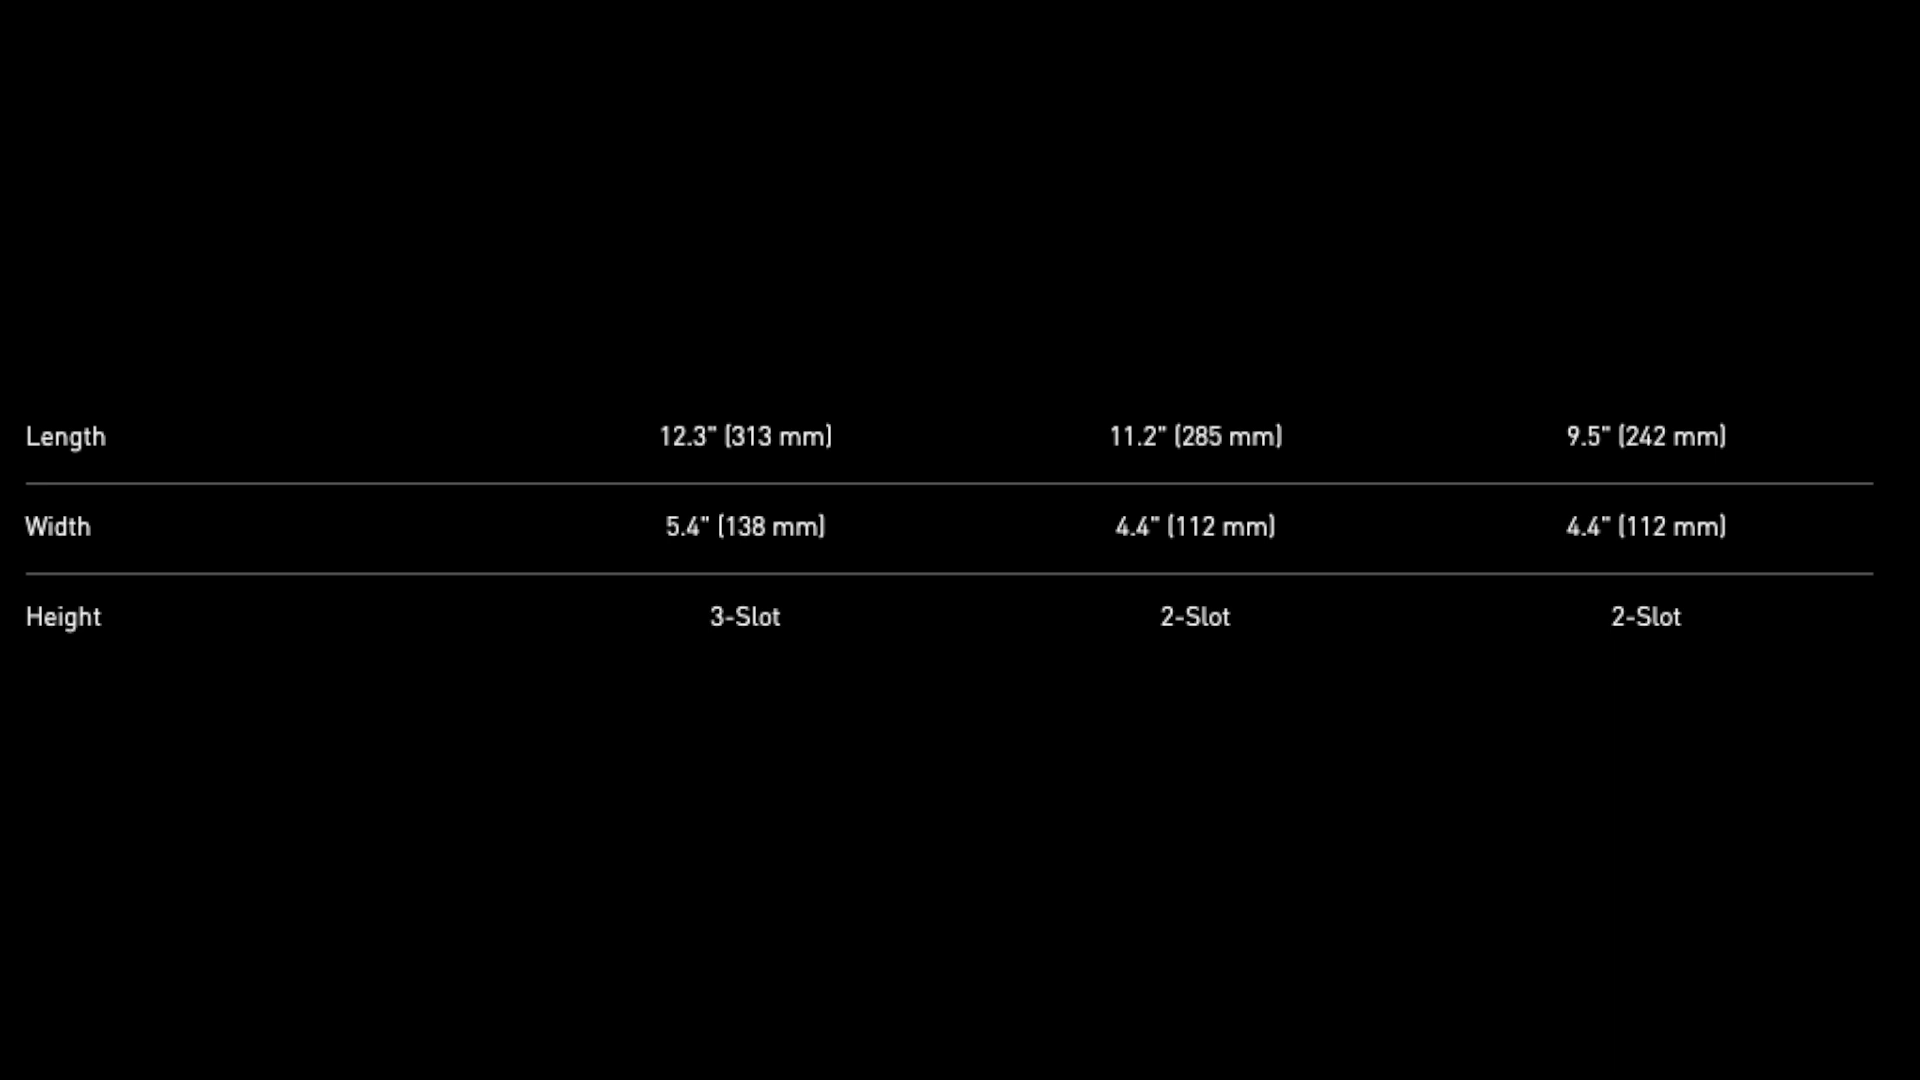 Length 12.3" (313 mm) 11.2" (285 mm) 9.5" (242 mm)
Width 5.4" (138 mm) 4.4" (112 mm) 4.4" (112 mm)
Height 3-Slot 2-Slot 2-Slot